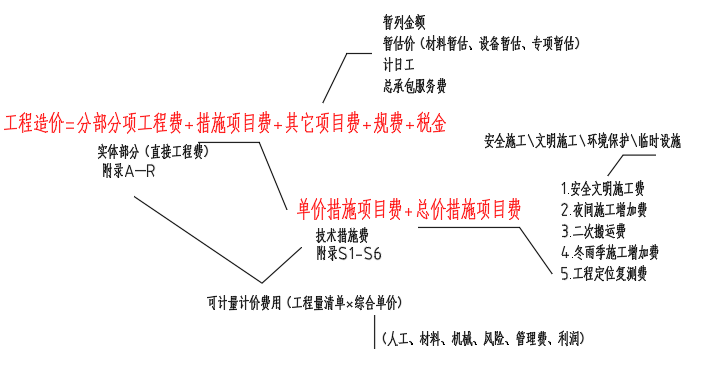 暂列金额
暂估价（材料暂估、设备暂估、专项暂估）
计日工
总承包服务费
工程造价=分部分项工程费+措施项目费+其它项目费+规费+税金
实体部分（直接工程费）
附录A—R
安全施工\文明施工\环境保护\临时设施
单价措施项目费+总价措施项目费
技术措施费
附录S1-S6
1.安全文明施工费
2.夜间施工增加费
3.二次搬运费
4.冬雨季施工增加费
5.工程定位复测费
可计量计价费用（工程量清单×综合单价）
（人工、材料、机械、风险、管理费、利润）